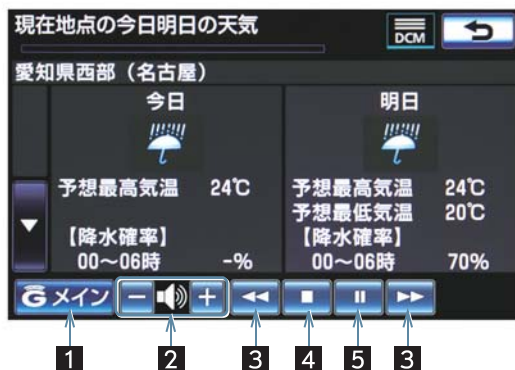 現在地点の今日明日の天気
DCM
愛知県西部（名古屋）
今日 明日
予想最高気温 24℃ 予想最高気温 24℃
予想最低気温 20℃
【降水確率】 【降水確率】
00～06時 -% 00～06時 70%
G メイン － ＋
1 2 3 4 5 3